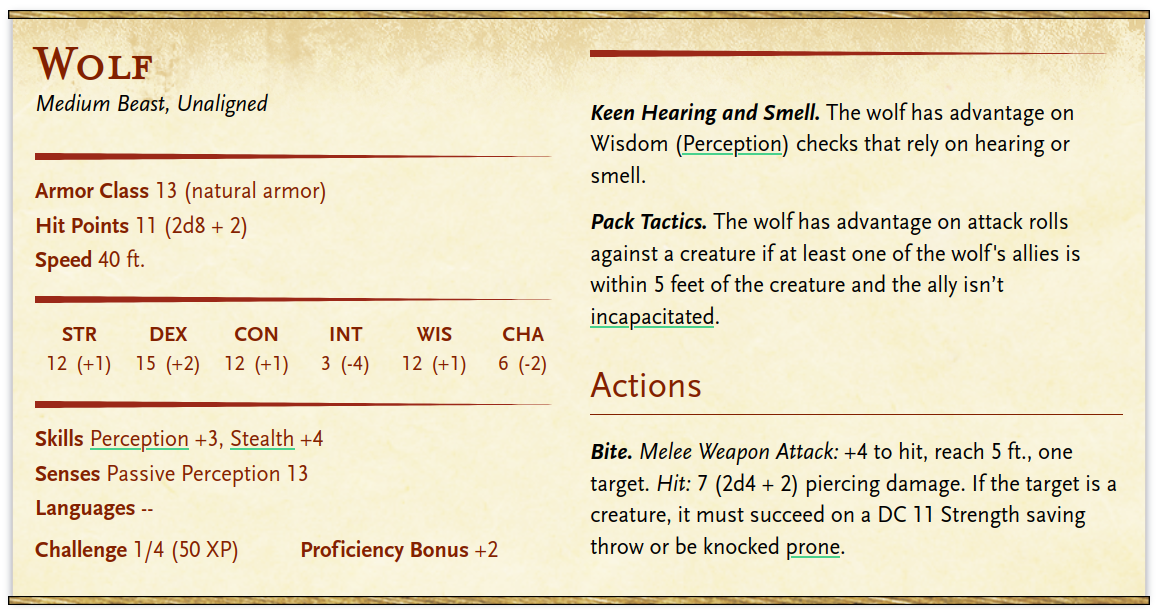 Wolf
Medium Beast, Unaligned
Armor Class 13 (natural armor)
Hit Points 11 (2d8 + 2)
Speed 40 ft.
STR DEX CON INT WIS CHA
12 (+1) 15 (+2) 12 (+1) 3 (-4) 12 (+1) 6 (-2)
Skills Perception +3, Stealth +4
Senses Passive Perception 13
Languages --
Challenge 1/4 (50 XP) Proficiency Bonus +2
Keen Hearing and Smell. The wolf has advantage on
Wisdom (Perception) checks that rely on hearing or
smell.
Pack Tactics. The wolf has advantage on attack rolls
against a creature if at least one of the wolf's allies is
within 5 feet of the creature and the ally isn’t
incapacitated.
Actions
Bite. Melee Weapon Attack: +4 to hit, reach 5 ft., one
target. Hit: 7 (2d4 + 2) piercing damage. If the target is a
creature, it must succeed on a DC 11 Strength saving
throw or be knocked prone.